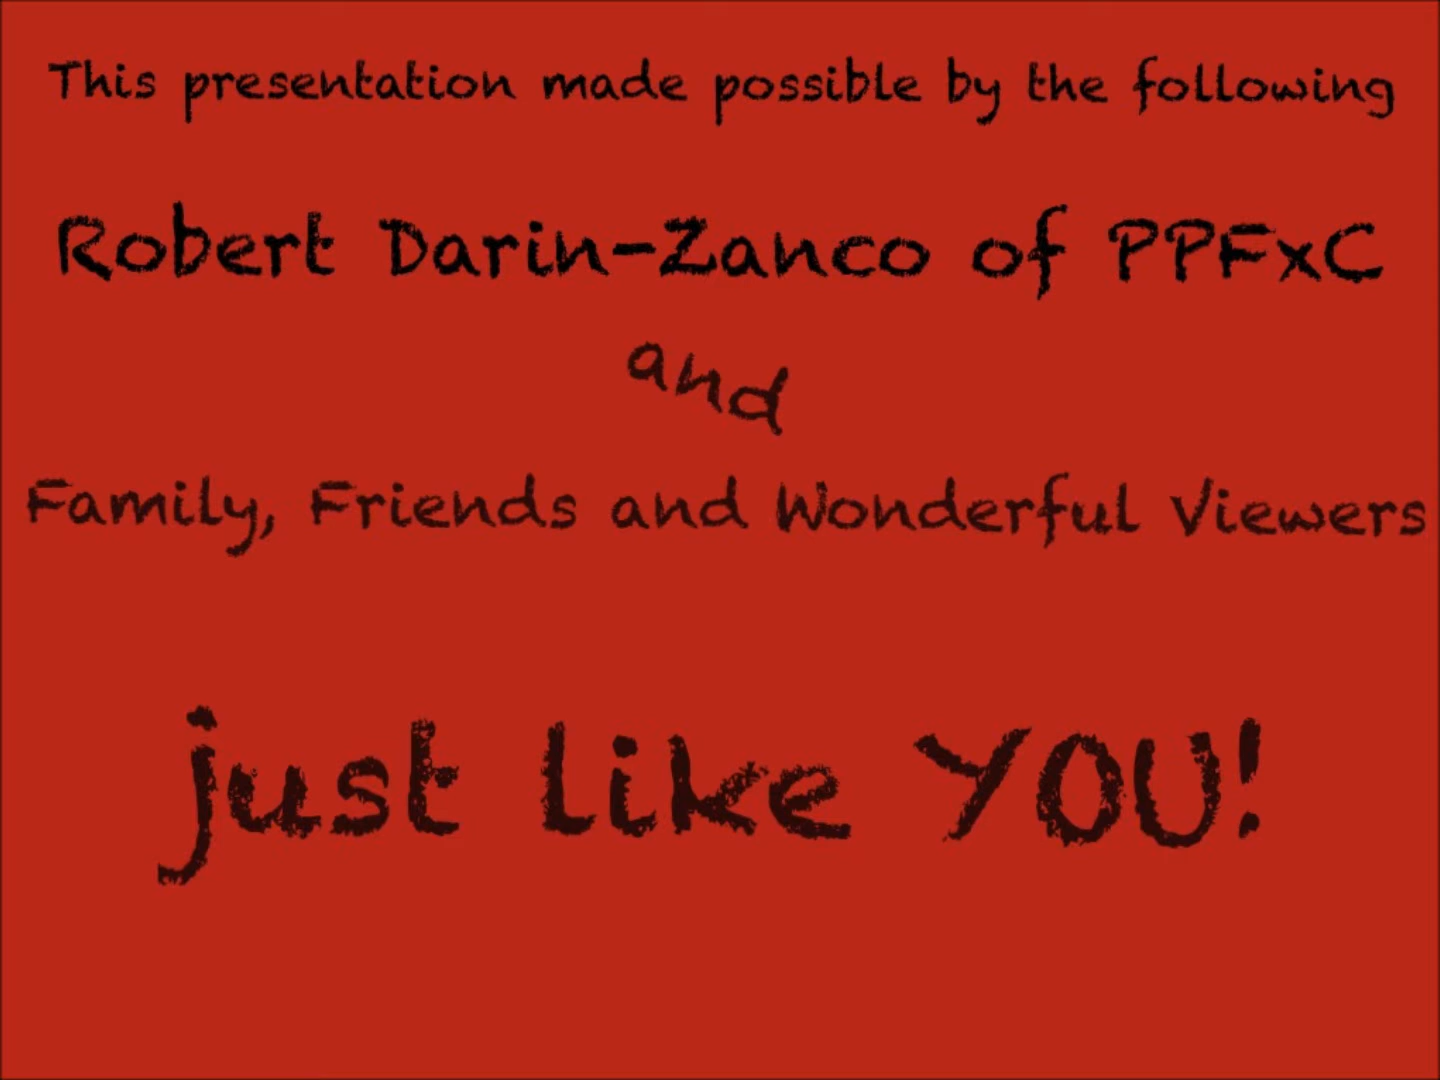 This presentation made possible by the following
Robert Darin-Zanco of PPFxC
and
Family, Friends and Wonderful Viewers
just like YOU!